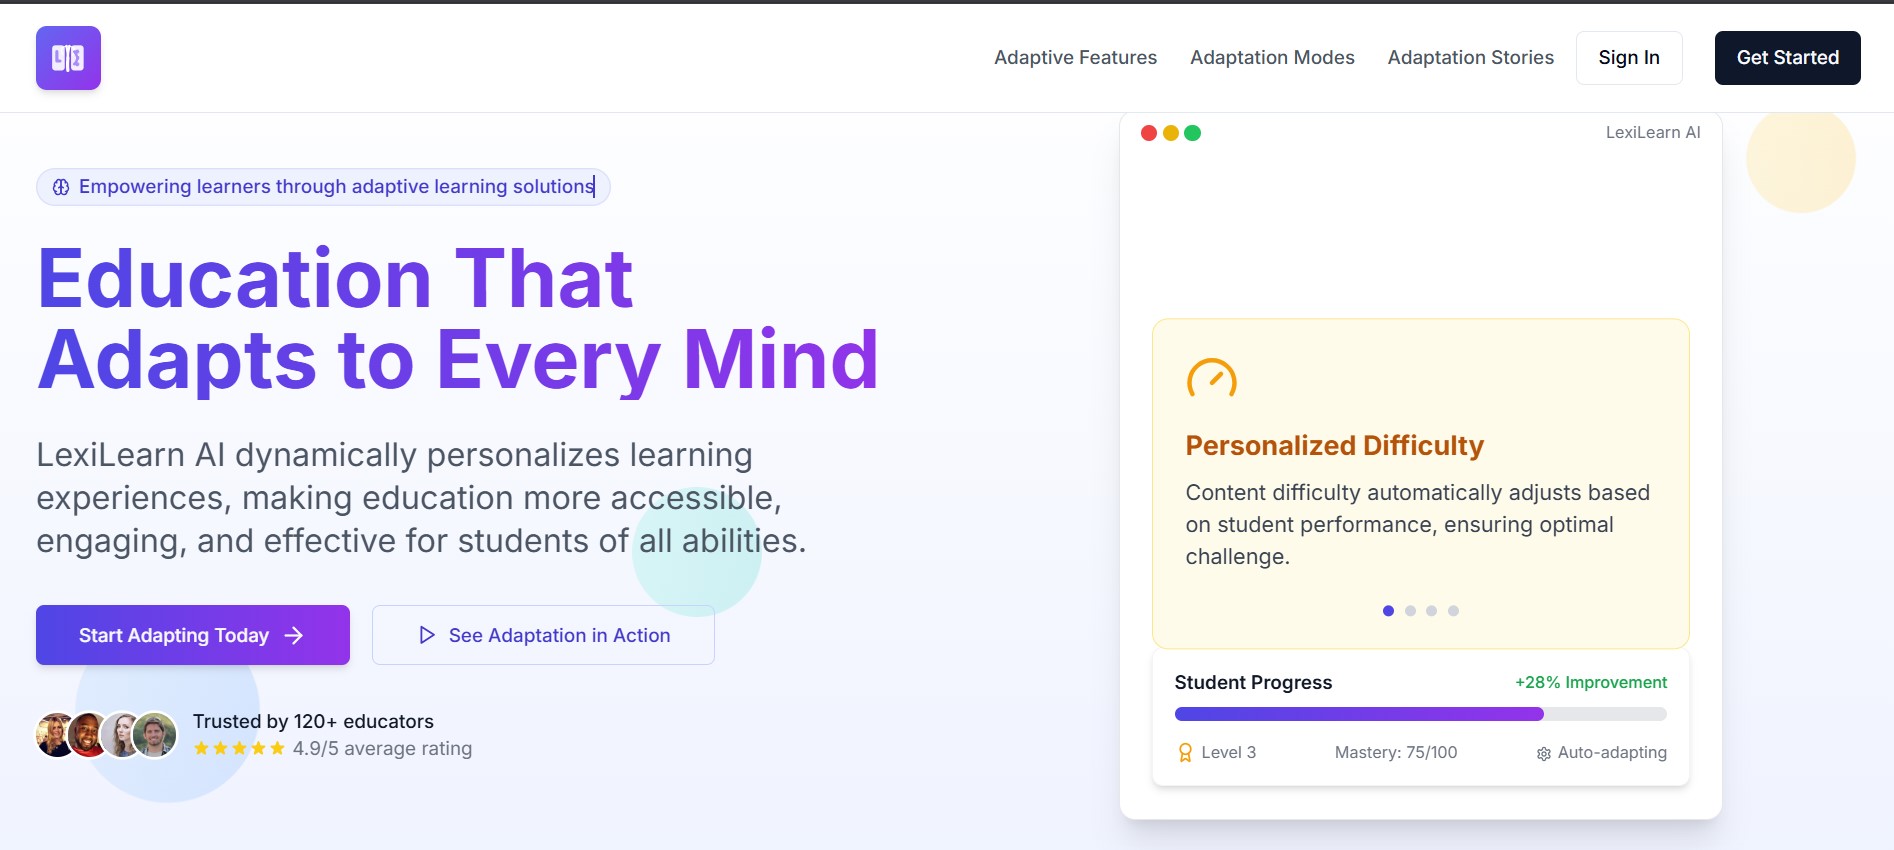 Adaptive Features
Adaptation Modes
Adaptation Stories
Sign In
Get Started
Empowering learners through adaptive learning solutions
Education That
Adapts to Every Mind
LexiLearn AI dynamically personalizes learning
experiences, making education more accessible,
engaging, and effective for students of all abilities.
Start Adapting Today
See Adaptation in Action
Trusted by 120+ educators
4.9/5 average rating
LexiLearn AI
Personalized Difficulty
Content difficulty automatically adjusts based
on student performance, ensuring optimal
challenge.
Student Progress
+28% Improvement
Level 3
Mastery: 75/100
Auto-adapting